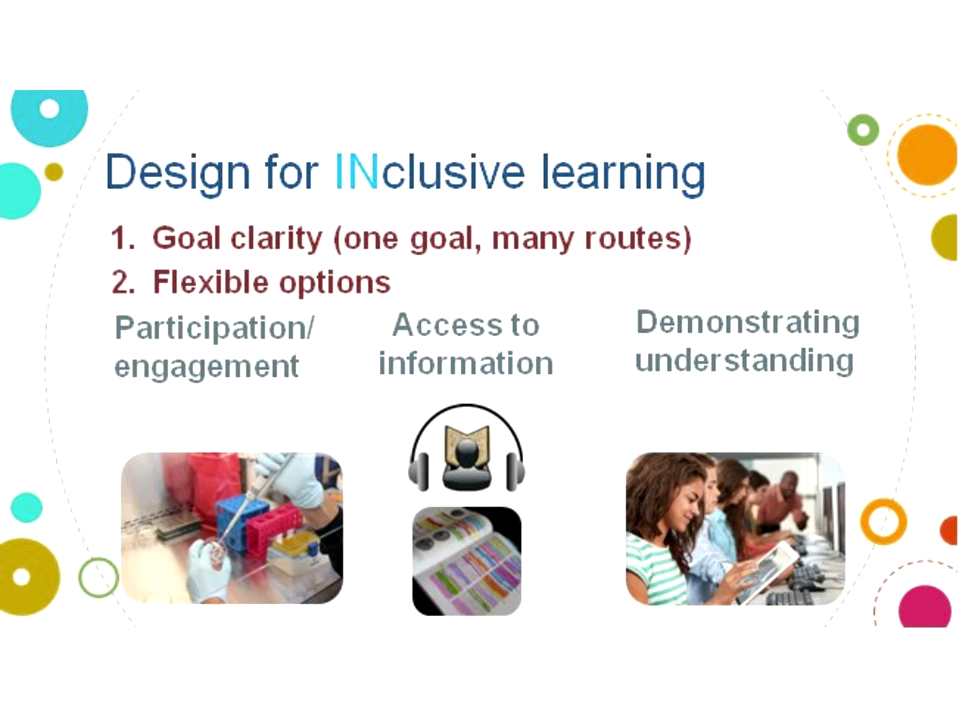 Design for INclusive learning
1. Goal clarity (one goal, many routes)
2. Flexible options
Participation/
engagement
Access to
information
Demonstrating
understanding